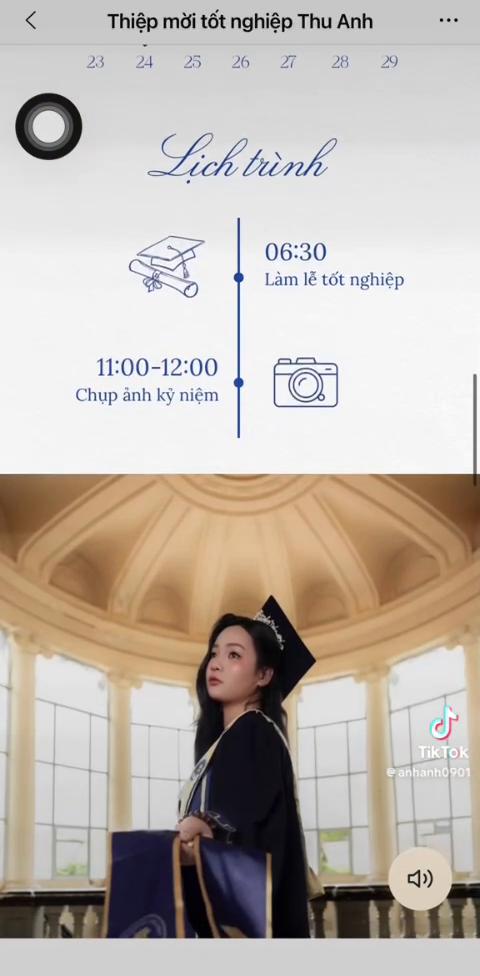 Thiệp mời tốt nghiệp Thu Anh
23 24 25 26 27 28 29
Lịch trình
06:30
Làm lễ tốt nghiệp
11:00-12:00
Chụp ảnh kỷ niệm
TikTok
@anhanh0901